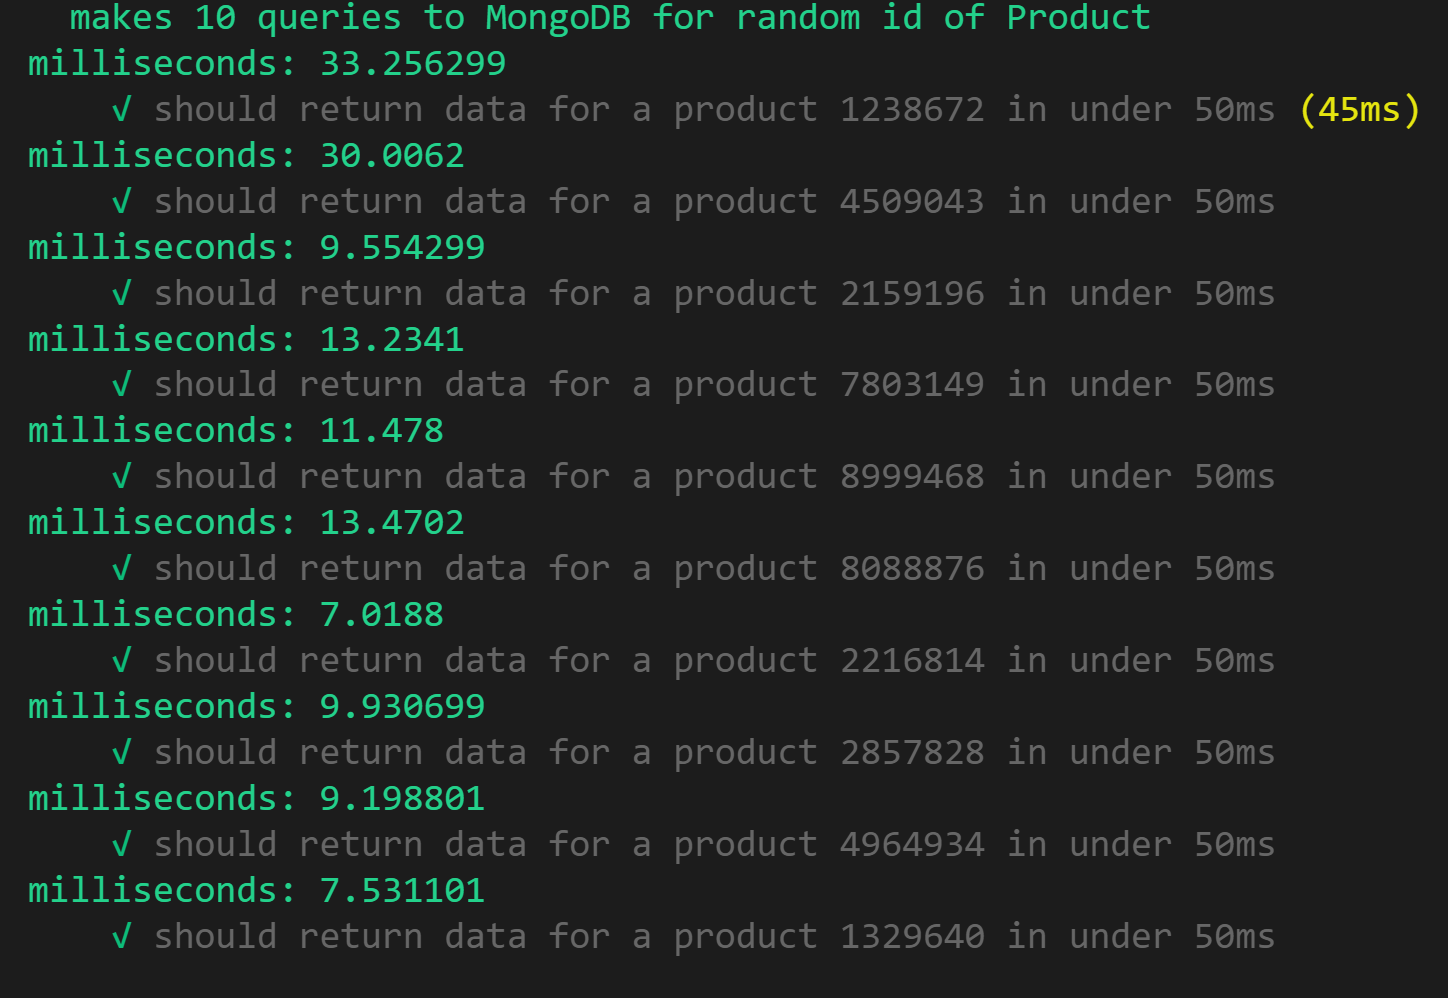 makes 10 queries to MongoDB for random id of Product
milliseconds: 33.256299
√ should return data for a product 1238672 in under 50ms (45ms)
milliseconds: 30.0062
√ should return data for a product 4509043 in under 50ms
milliseconds: 9.554299
√ should return data for a product 2159196 in under 50ms
milliseconds: 13.2341
√ should return data for a product 7803149 in under 50ms
milliseconds: 11.478
√ should return data for a product 8999468 in under 50ms
milliseconds: 13.4702
√ should return data for a product 8088876 in under 50ms
milliseconds: 7.0188
√ should return data for a product 2216814 in under 50ms
milliseconds: 9.930699
√ should return data for a product 2857828 in under 50ms
milliseconds: 9.198801
√ should return data for a product 4964934 in under 50ms
milliseconds: 7.531101
√ should return data for a product 1329640 in under 50ms